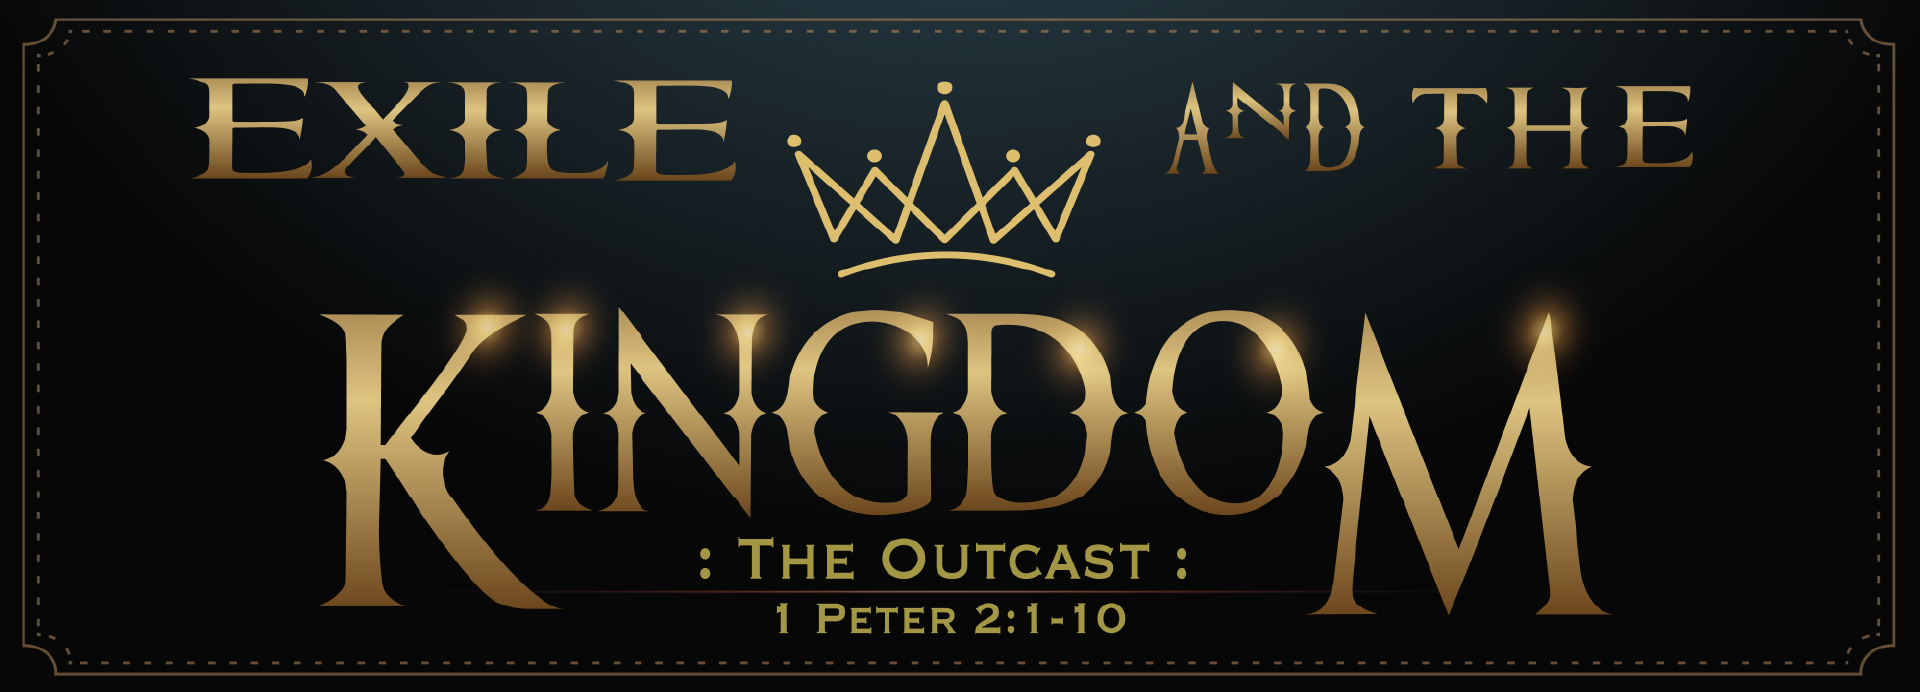 EXILE AND THE
KINGDOM
: THE OUTCAST :
1 PETER 2:1-10